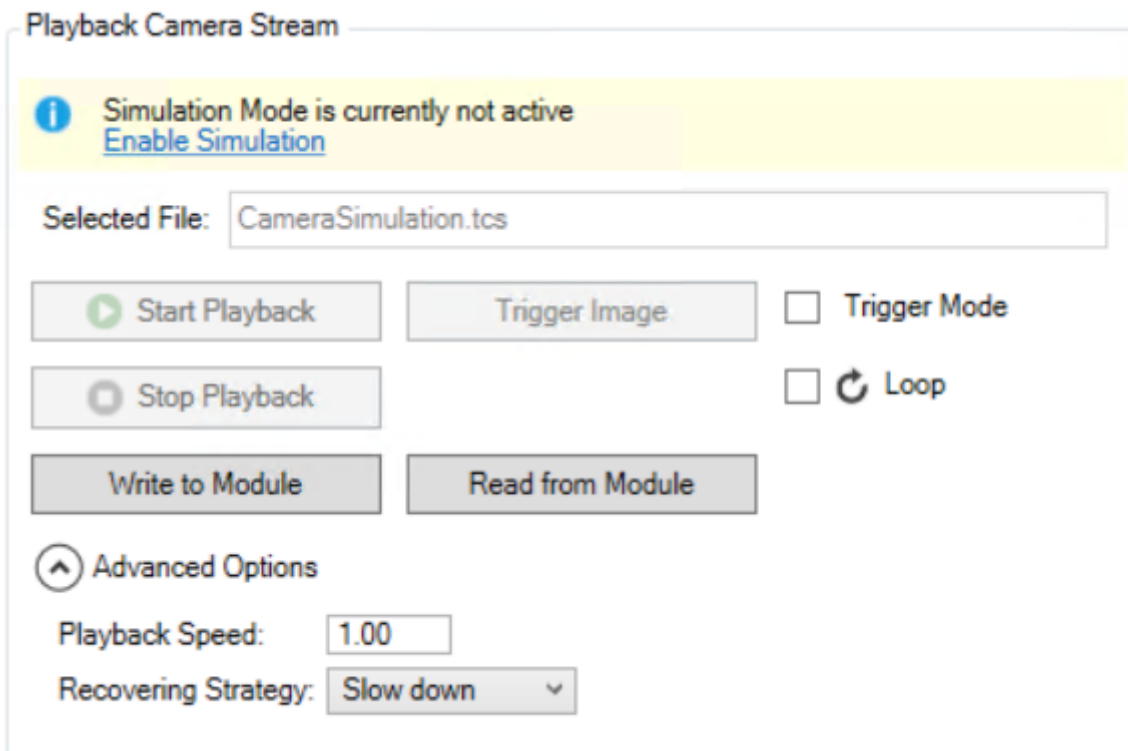 Playback Camera Stream
Simulation Mode is currently not active
Enable Simulation
Selected File: CameraSimulation.tcs
Start Playback Trigger Image Trigger Mode
Stop Playback Loop
Write to Module Read from Module
Advanced Options
Playback Speed: 1.00
Recovering Strategy: Slow down